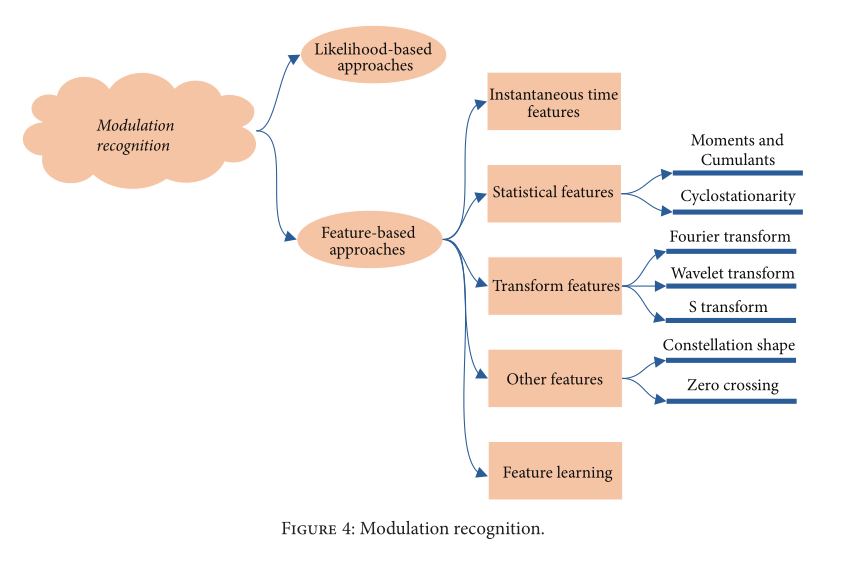 Modulation
recognition
Likelihood-based
approaches
Feature-based
approaches
Instantaneous time
features
Statistical features
Transform features
Other features
Feature learning
Moments and
Cumulants
Cyclostationarity
Fourier transform
Wavelet transform
S transform
Constellation shape
Zero crossing
FIGURE 4: Modulation recognition.